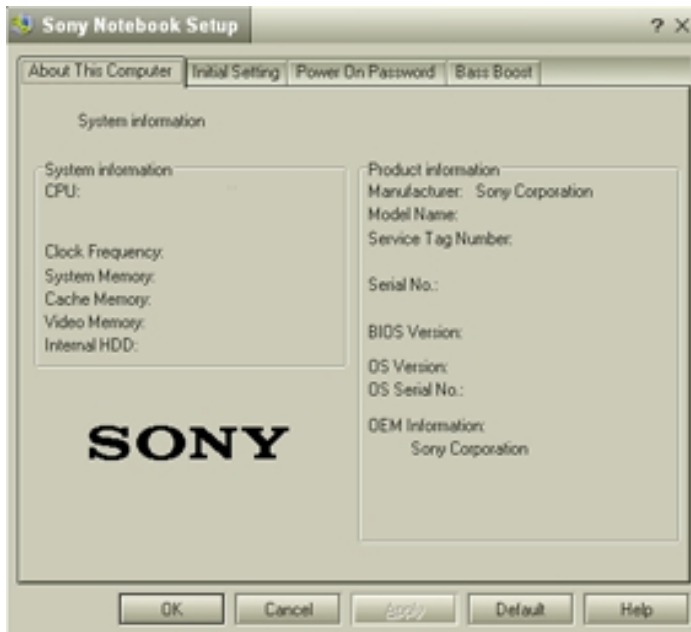 Sony Notebook Setup
About This Computer
Initial Setting
Power On Password
Bass Boost
System information
System information
CPU:
Clock Frequency:
System Memory:
Cache Memory:
Video Memory:
Internal HDD:
SONY
Product information
Manufacturer: Sony Corporation
Model Name:
Service Tag Number:
Serial No.:
BIOS Version:
OS Version:
OS Serial No.:
OEM Information:
Sony Corporation
OK
Cancel
Apply
Default
Help